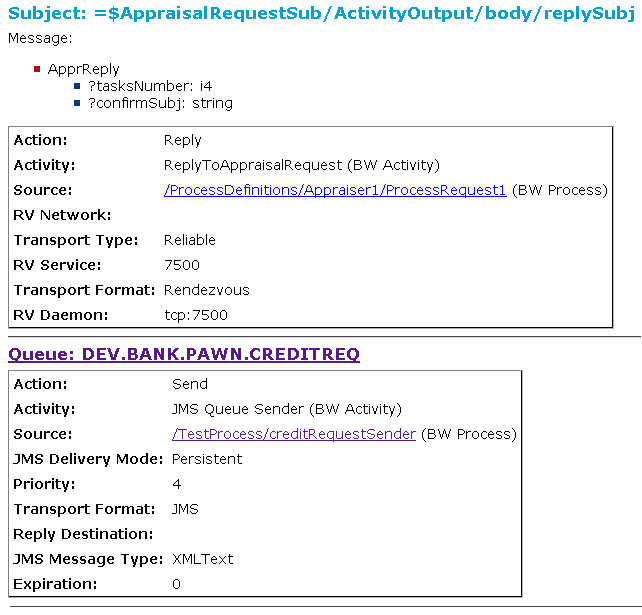 Subject: =$AppraisalRequestSub/ActivityOutput/body/replySubj
Message:
ApprReply
?tasksNumber: i4
?confirmSubj: string
Action: Reply
Activity: ReplyToAppraisalRequest (BW Activity)
Source: /ProcessDefinitions/Appraiser1/ProcessRequest1 (BW Process)
RV Network:
Transport Type: Reliable
RV Service: 7500
Transport Format: Rendezvous
RV Daemon: tcp:7500
Queue: DEV.BANK.PAWN.CREDITREQ
Action: Send
Activity: JMS Queue Sender (BW Activity)
Source: /TestProcess/creditRequestSender (BW Process)
JMS Delivery Mode: Persistent
Priority: 4
Transport Format: JMS
Reply Destination:
JMS Message Type: XMLText
Expiration: 0